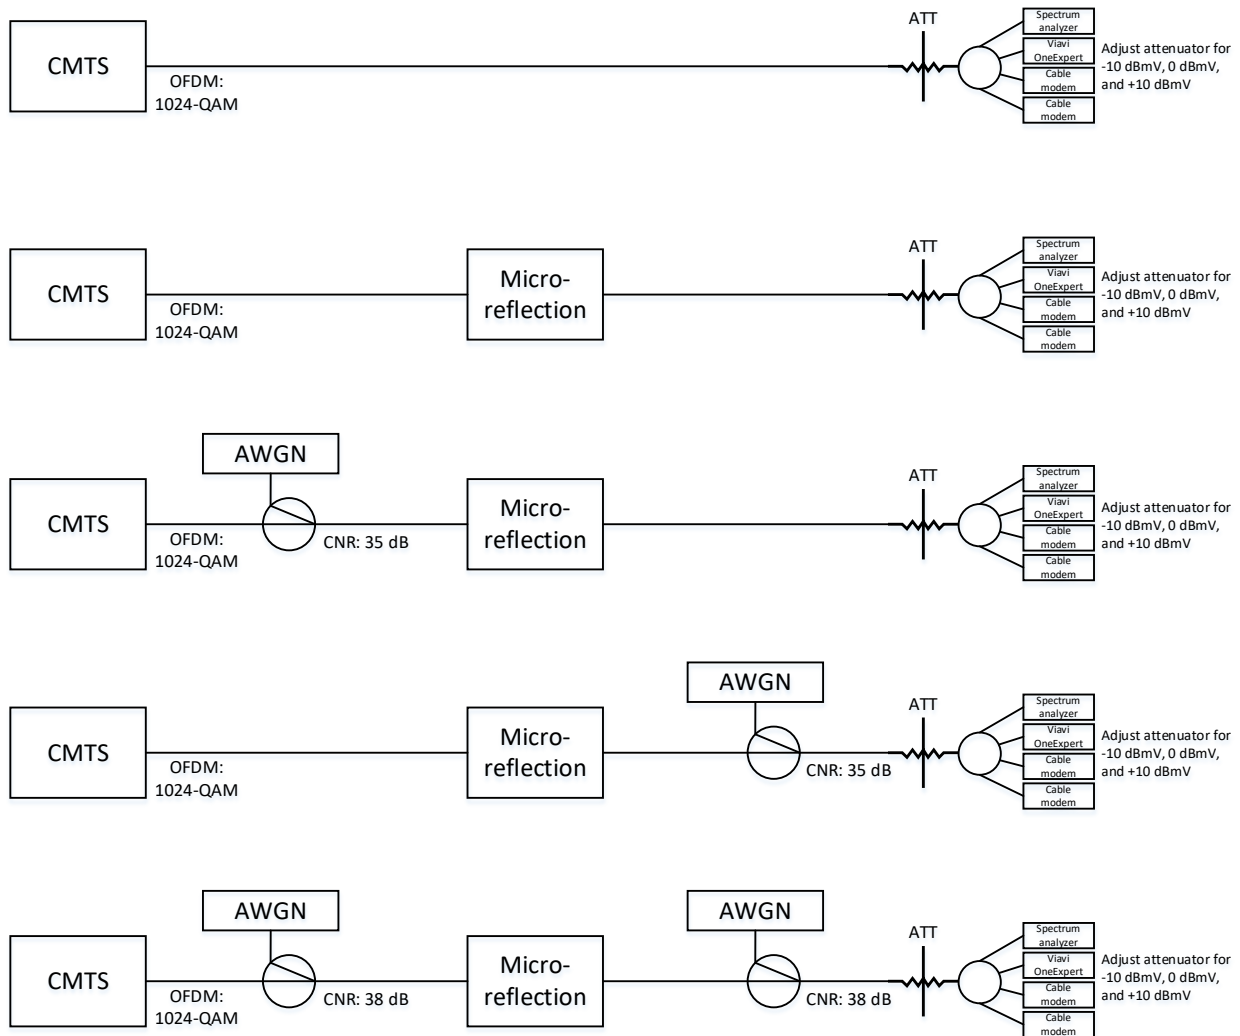 CMTS
OFDM:
1024-QAM
ATT
Spectrum
analyzer
Viavi
OneExpert
Cable
modem
Cable
modem
Adjust attenuator for
-10 dBmV, 0 dBmV,
and +10 dBmV
CMTS
OFDM:
1024-QAM
Micro-
reflection
ATT
Spectrum
analyzer
Viavi
OneExpert
Cable
modem
Cable
modem
Adjust attenuator for
-10 dBmV, 0 dBmV,
and +10 dBmV
AWGN
CMTS
OFDM:
1024-QAM
CNR: 35 dB
Micro-
reflection
ATT
Spectrum
analyzer
Viavi
OneExpert
Cable
modem
Cable
modem
Adjust attenuator for
-10 dBmV, 0 dBmV,
and +10 dBmV
CMTS
OFDM:
1024-QAM
Micro-
reflection
AWGN
CNR: 35 dB
ATT
Spectrum
analyzer
Viavi
OneExpert
Cable
modem
Cable
modem
Adjust attenuator for
-10 dBmV, 0 dBmV,
and +10 dBmV
AWGN
CMTS
OFDM:
1024-QAM
CNR: 38 dB
Micro-
reflection
AWGN
CNR: 38 dB
ATT
Spectrum
analyzer
Viavi
OneExpert
Cable
modem
Cable
modem
Adjust attenuator for
-10 dBmV, 0 dBmV,
and +10 dBmV